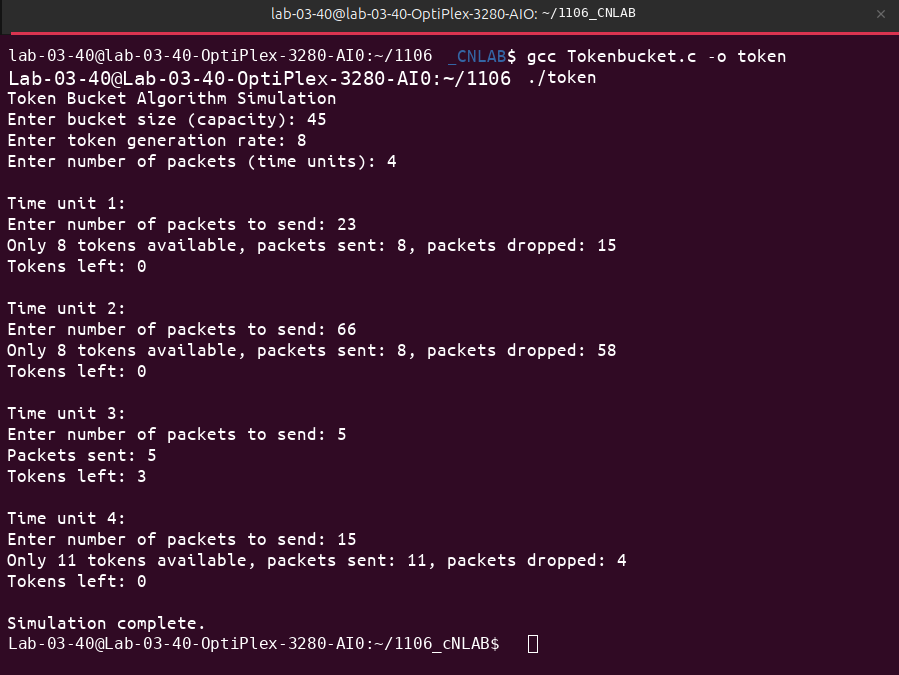 lab-03-40@lab-03-40-OptiPlex-3280-AIO: ~/1106_CNLAB ×
lab-03-40@lab-03-40-OptiPlex-3280-AI0:~/1106 _CNLAB$ gcc Tokenbucket.c -o token
Lab-03-40@Lab-03-40-OptiPlex-3280-AI0:~/1106 ./token
Token Bucket Algorithm Simulation
Enter bucket size (capacity): 45
Enter token generation rate: 8
Enter number of packets (time units): 4

Time unit 1:
Enter number of packets to send: 23
Only 8 tokens available, packets sent: 8, packets dropped: 15
Tokens left: 0

Time unit 2:
Enter number of packets to send: 66
Only 8 tokens available, packets sent: 8, packets dropped: 58
Tokens left: 0

Time unit 3:
Enter number of packets to send: 5
Packets sent: 5
Tokens left: 3

Time unit 4:
Enter number of packets to send: 15
Only 11 tokens available, packets sent: 11, packets dropped: 4
Tokens left: 0

Simulation complete.
Lab-03-40@Lab-03-40-OptiPlex-3280-AI0:~/1106_cNLAB$